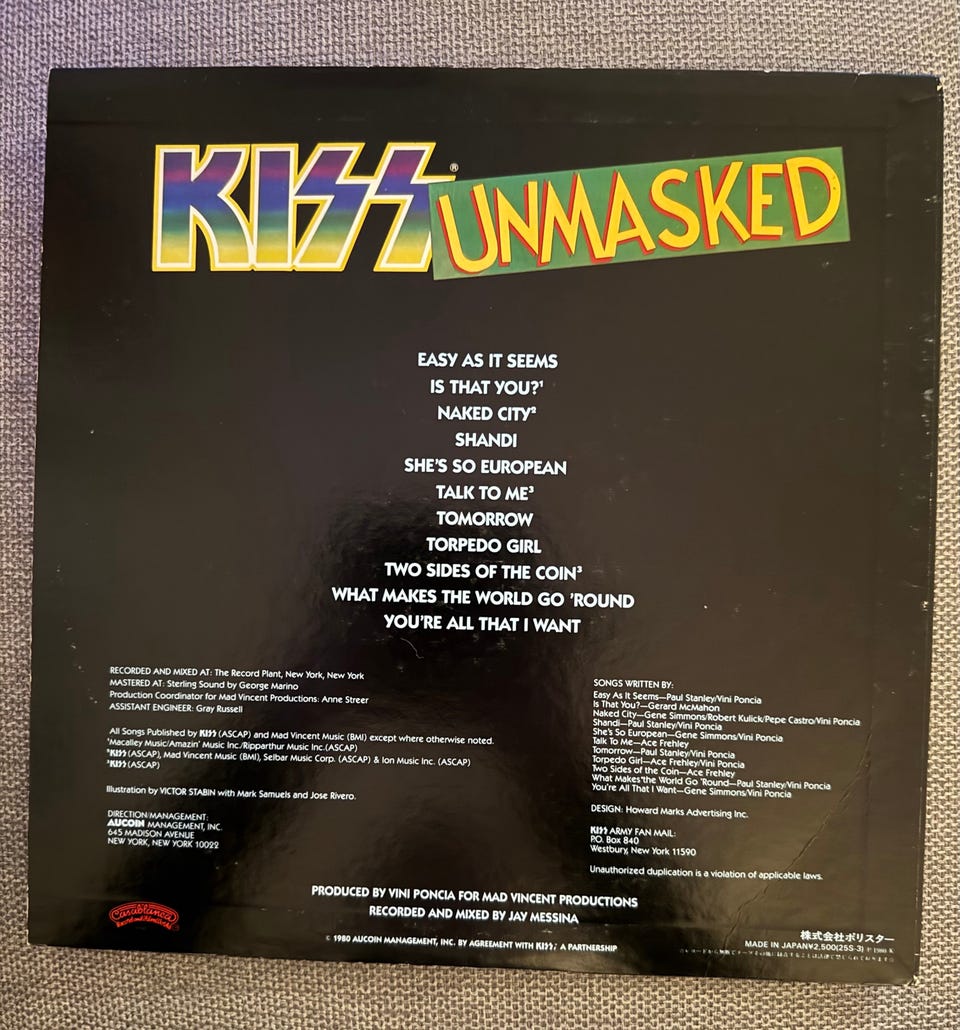 KISS®
UNMASKED
EASY AS IT SEEMS
IS THAT YOU?¹
NAKED CITY²
SHANDI
SHE'S SO EUROPEAN
TALK TO ME³
TOMORROW
TORPEDO GIRL
TWO SIDES OF THE COIN³
WHAT MAKES THE WORLD GO 'ROUND
YOU'RE ALL THAT I WANT
RECORDED AND MIXED AT: The Record Plant, New York, New York
MASTERED AT: Sterling Sound by George Marino
Production Coordinator for Mad Vincent Productions: Anne Streer
ASSISTANT ENGINEER: Gray Russell
All Songs Published by KISS (ASCAP) and Mad Vincent Music (BMI) except where otherwise noted.
¹Macalley Music/Amazin' Music Inc./Ripparthur Music Inc.(ASCAP)
²KISS (ASCAP), Mad Vincent Music (BMI), Selbar Music Corp. (ASCAP) & Ion Music Inc. (ASCAP)
³KISS (ASCAP)
Illustration by VICTOR STABIN with Mark Samuels and Jose Rivero.
DIRECTION/MANAGEMENT:
AUCOIN MANAGEMENT, INC.
645 MADISON AVENUE
NEW YORK, NEW YORK 10022
SONGS WRITTEN BY:
Easy As It Seems—Paul Stanley/Vini Poncia
Is That You?—Gerard McMahon
Naked City—Gene Simmons/Robert Kulick/Pepe Castro/Vini Poncia
Shandi—Paul Stanley/Vini Poncia
She's So European—Gene Simmons/Vini Poncia
Talk To Me—Ace Frehley
Tomorrow—Paul Stanley/Vini Poncia
Torpedo Girl—Ace Frehley/Vini Poncia
Two Sides of the Coin—Ace Frehley
What Makes the World Go 'Round—Paul Stanley/Vini Poncia
You're All That I Want—Gene Simmons/Vini Poncia
DESIGN: Howard Marks Advertising Inc.
KISS ARMY FAN MAIL:
P.O. Box 840
Westbury, New York 11590
Unauthorized duplication is a violation of applicable laws.
PRODUCED BY VINI PONCIA FOR MAD VINCENT PRODUCTIONS
RECORDED AND MIXED BY JAY MESSINA
Casablanca
Record and FilmWorks
© 1980 AUCOIN MANAGEMENT, INC. BY AGREEMENT WITH KISS, A PARTNERSHIP
株式会社ポリスター
MADE IN JAPAN¥2,500(25S-3)